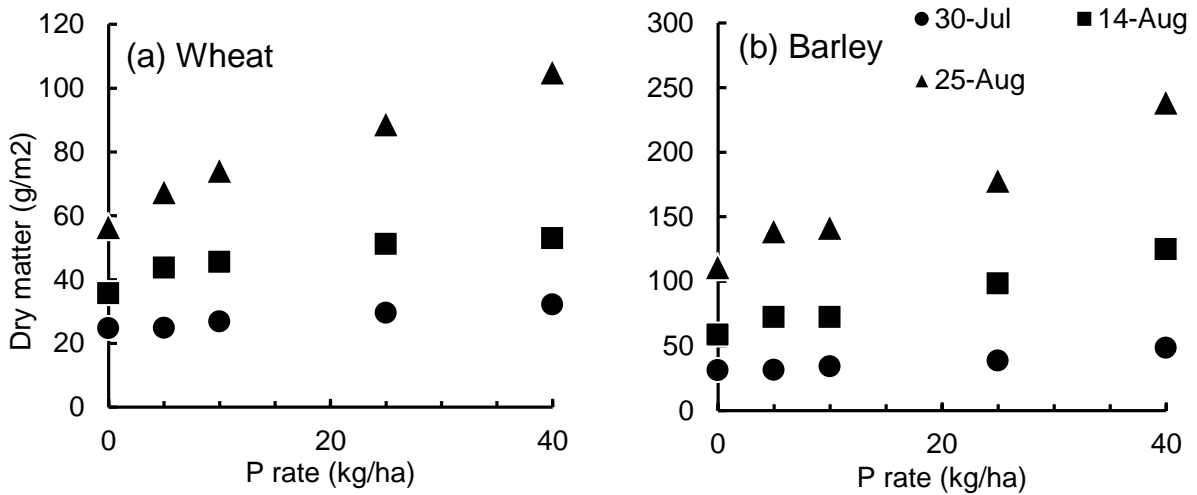 (a) Wheat
Dry matter (g/m2)
120
100
80
60
40
20
0
0 20 40
P rate (kg/ha)
(b) Barley
30-Jul 14-Aug
25-Aug
300
250
200
150
100
50
0
0 20 40
P rate (kg/ha)